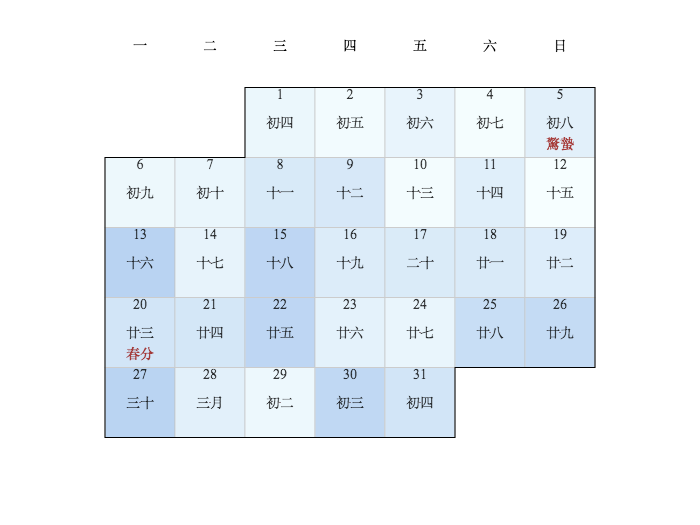 一 二 三 四 五 六 日
1 2 3 4 5
初四 初五 初六 初七 初八
驚蟄
6 7 8 9 10 11 12
初九 初十 十一 十二 十三 十四 十五
13 14 15 16 17 18 19
十六 十七 十八 十九 二十 廿一 廿二
20 21 22 23 24 25 26
廿三 廿四 廿五 廿六 廿七 廿八 廿九
春分
27 28 29 30 31
三十 三月 初二 初三 初四